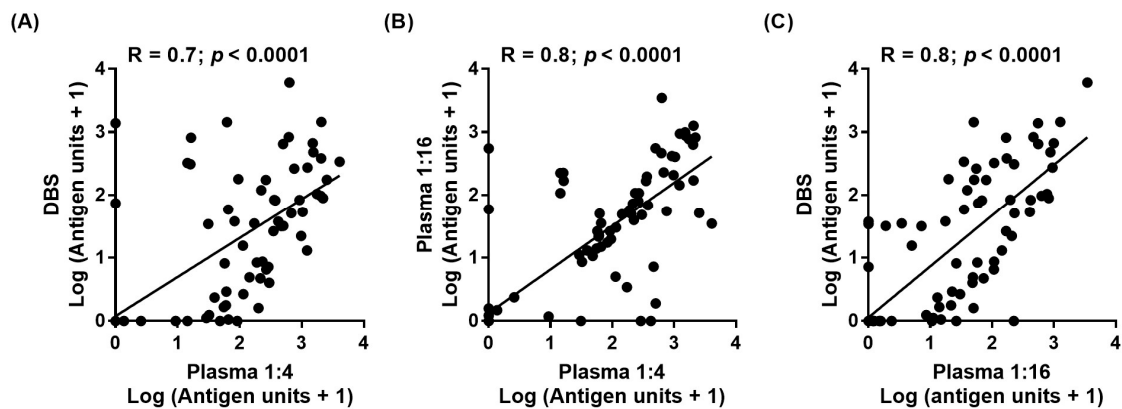 (A)
R = 0.7; p < 0.0001
DBS
Log (Antigen units + 1)
4
3
2
1
0
0 1 2 3 4
Plasma 1:4
Log (Antigen units + 1)
(B)
R = 0.8; p < 0.0001
Plasma 1:16
Log (Antigen units + 1)
4
3
2
1
0
0 1 2 3 4
Plasma 1:4
Log (Antigen units + 1)
(C)
R = 0.8; p < 0.0001
DBS
Log (Antigen units + 1)
4
3
2
1
0
0 1 2 3 4
Plasma 1:16
Log (antigen units + 1)